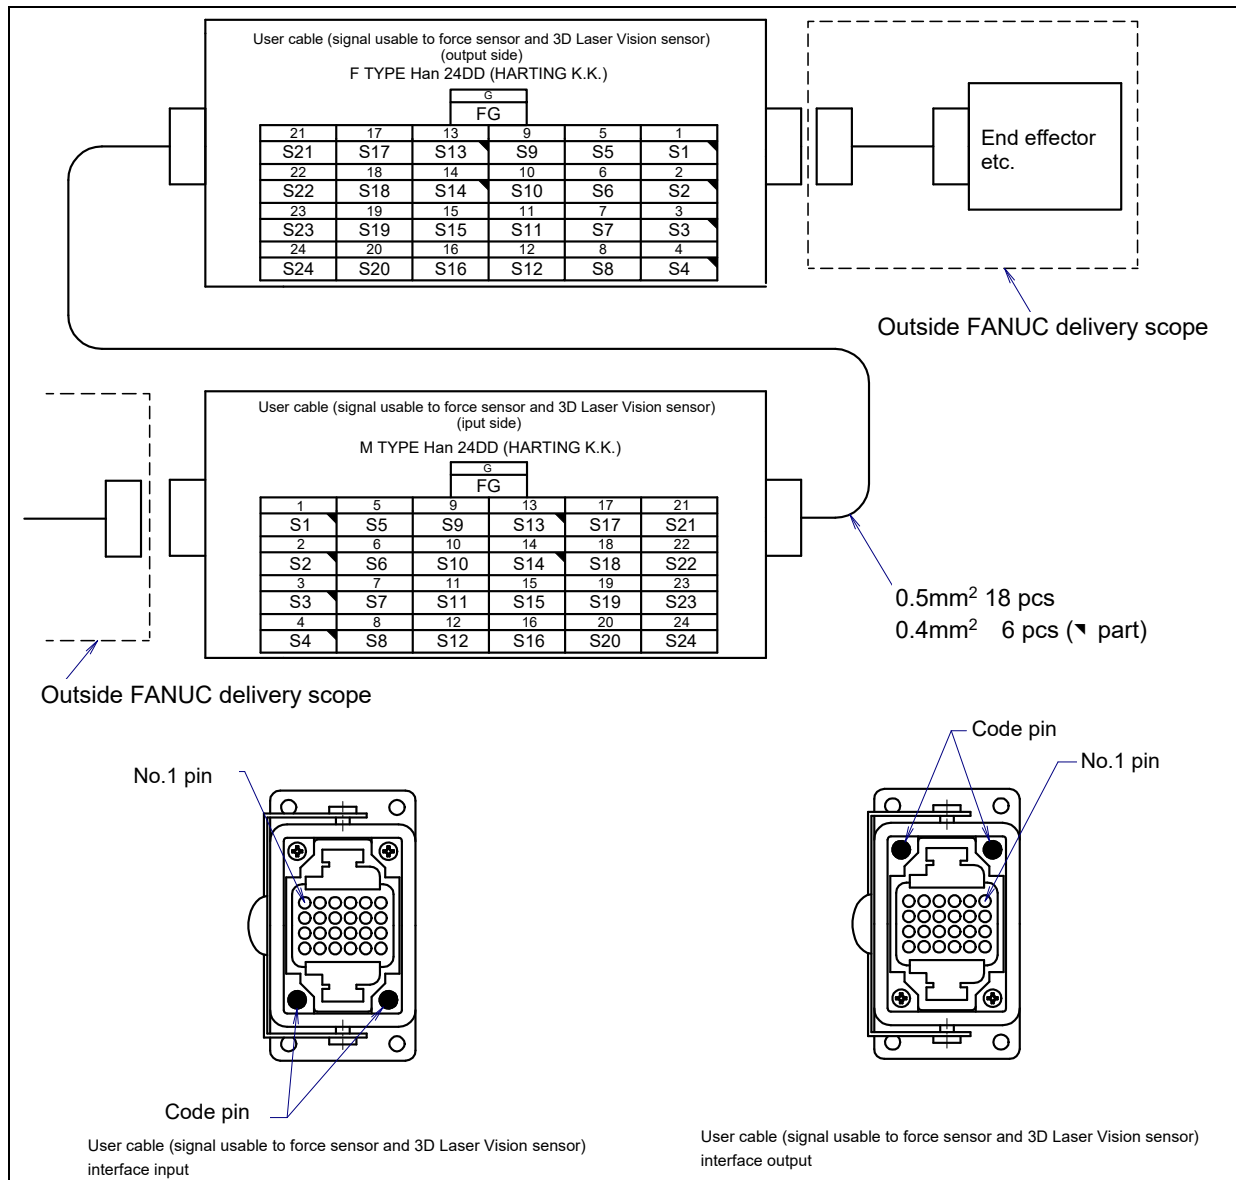 User cable (signal usable to force sensor and 3D Laser Vision sensor)
(output side)
F TYPE Han 24DD (HARTING K.K.)
G
FG
21 17 13 9 5 1
S21 S17 S13 S9 S5 S1
22 18 14 10 6 2
S22 S18 S14 S10 S6 S2
23 19 15 11 7 3
S23 S19 S15 S11 S7 S3
24 20 16 12 8 4
S24 S20 S16 S12 S8 S4
End effector
etc.
Outside FANUC delivery scope
User cable (signal usable to force sensor and 3D Laser Vision sensor)
(iput side)
M TYPE Han 24DD (HARTING K.K.)
G
FG
1 5 9 13 17 21
S1 S5 S9 S13 S17 S21
2 6 10 14 18 22
S2 S6 S10 S14 S18 S22
3 7 11 15 19 23
S3 S7 S11 S15 S19 S23
4 8 12 16 20 24
S4 S8 S12 S16 S20 S24
0.5mm² 18 pcs
0.4mm² 6 pcs (◥ part)
Outside FANUC delivery scope
No.1 pin
Code pin
User cable (signal usable to force sensor and 3D Laser Vision sensor)
interface input
Code pin
No.1 pin
User cable (signal usable to force sensor and 3D Laser Vision sensor)
interface output